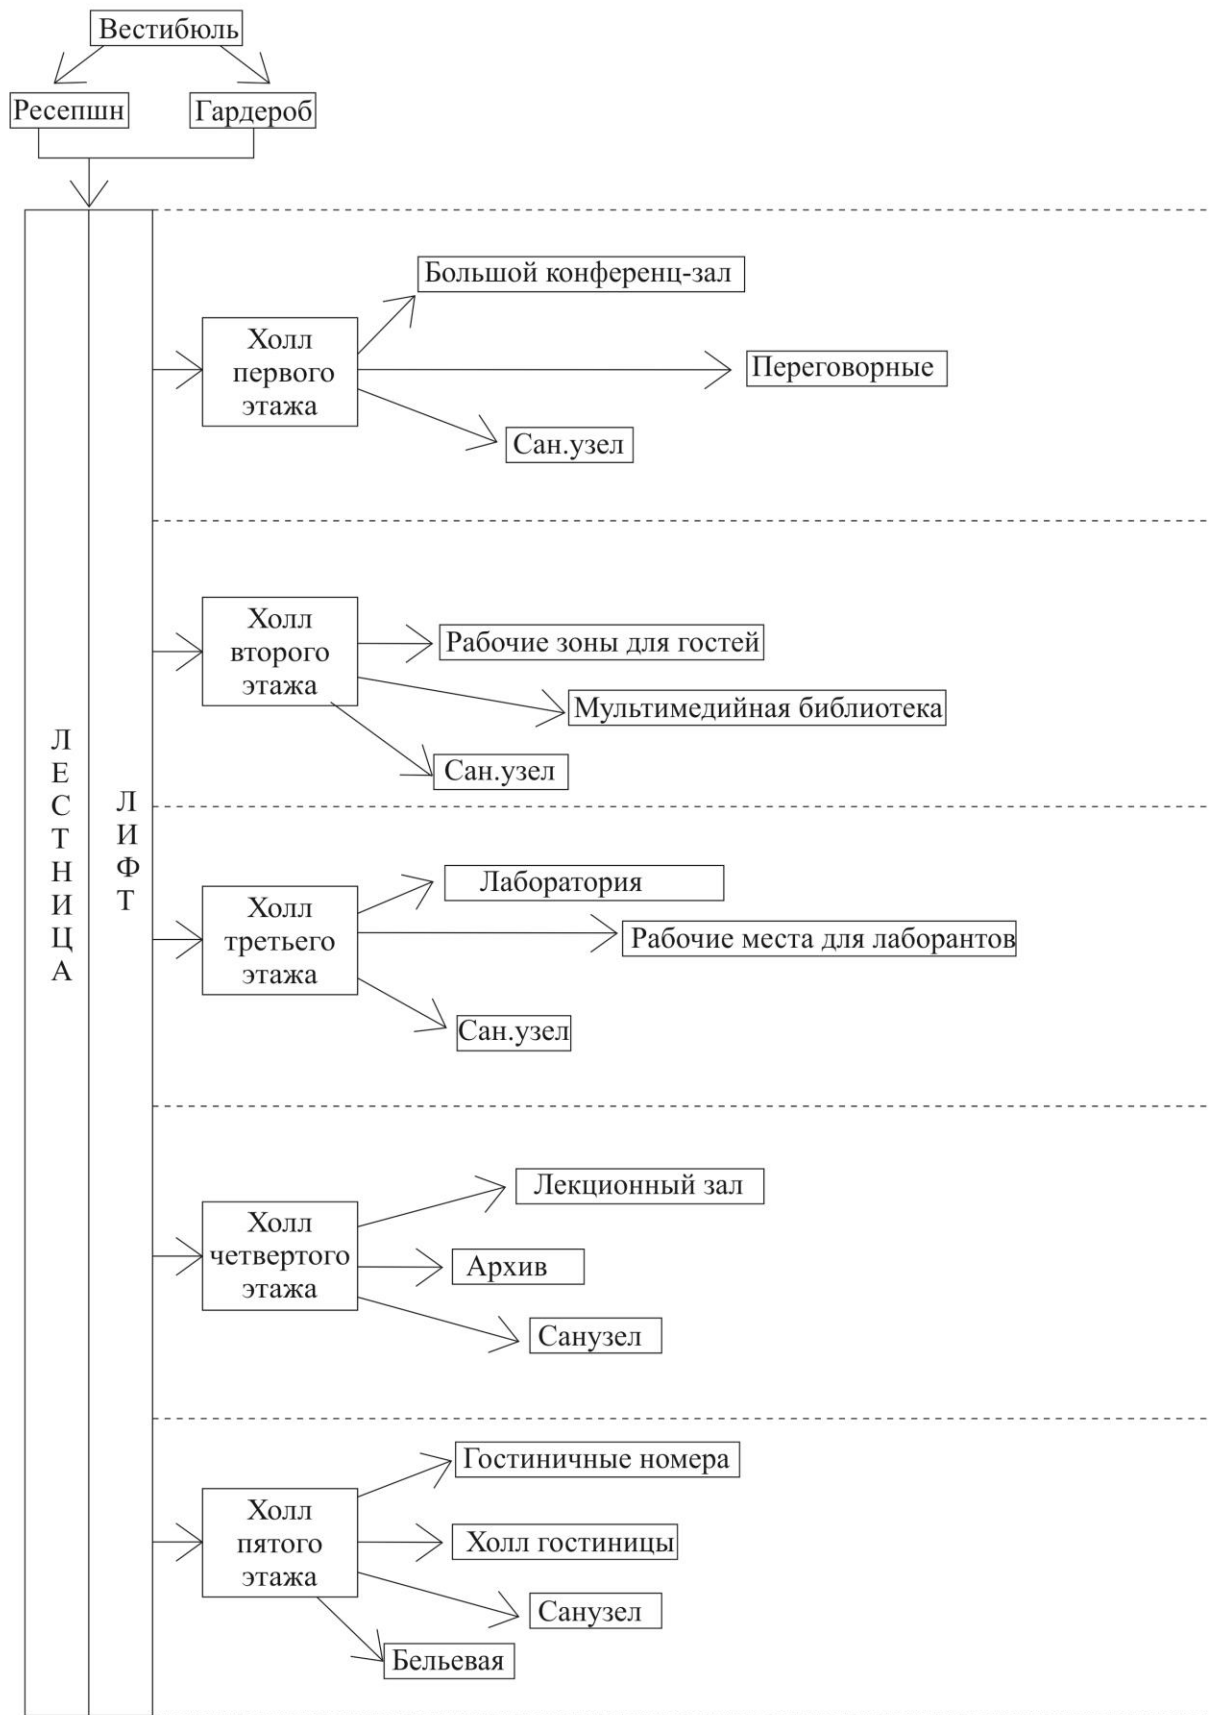 Вестибюль
Ресепшн
Гардероб
ЛЕСТНИЦА
ЛИФТ
Холл
первого
этажа
Большой конференц-зал
Переговорные
Сан.узел
Холл
второго
этажа
Рабочие зоны для гостей
Мультимедийная библиотека
Сан.узел
Холл
третьего
этажа
Лаборатория
Рабочие места для лаборантов
Сан.узел
Холл
четвертого
этажа
Лекционный зал
Архив
Санузел
Холл
пятого
этажа
Гостиничные номера
Холл гостиницы
Санузел
Бельевая